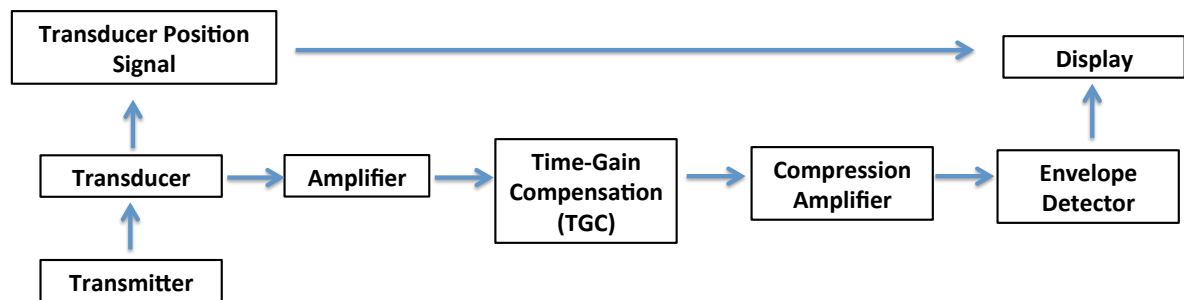 Transducer Position
Signal
Display
Transducer
Amplifier
Time-Gain
Compensation
(TGC)
Compression
Amplifier
Envelope
Detector
Transmitter